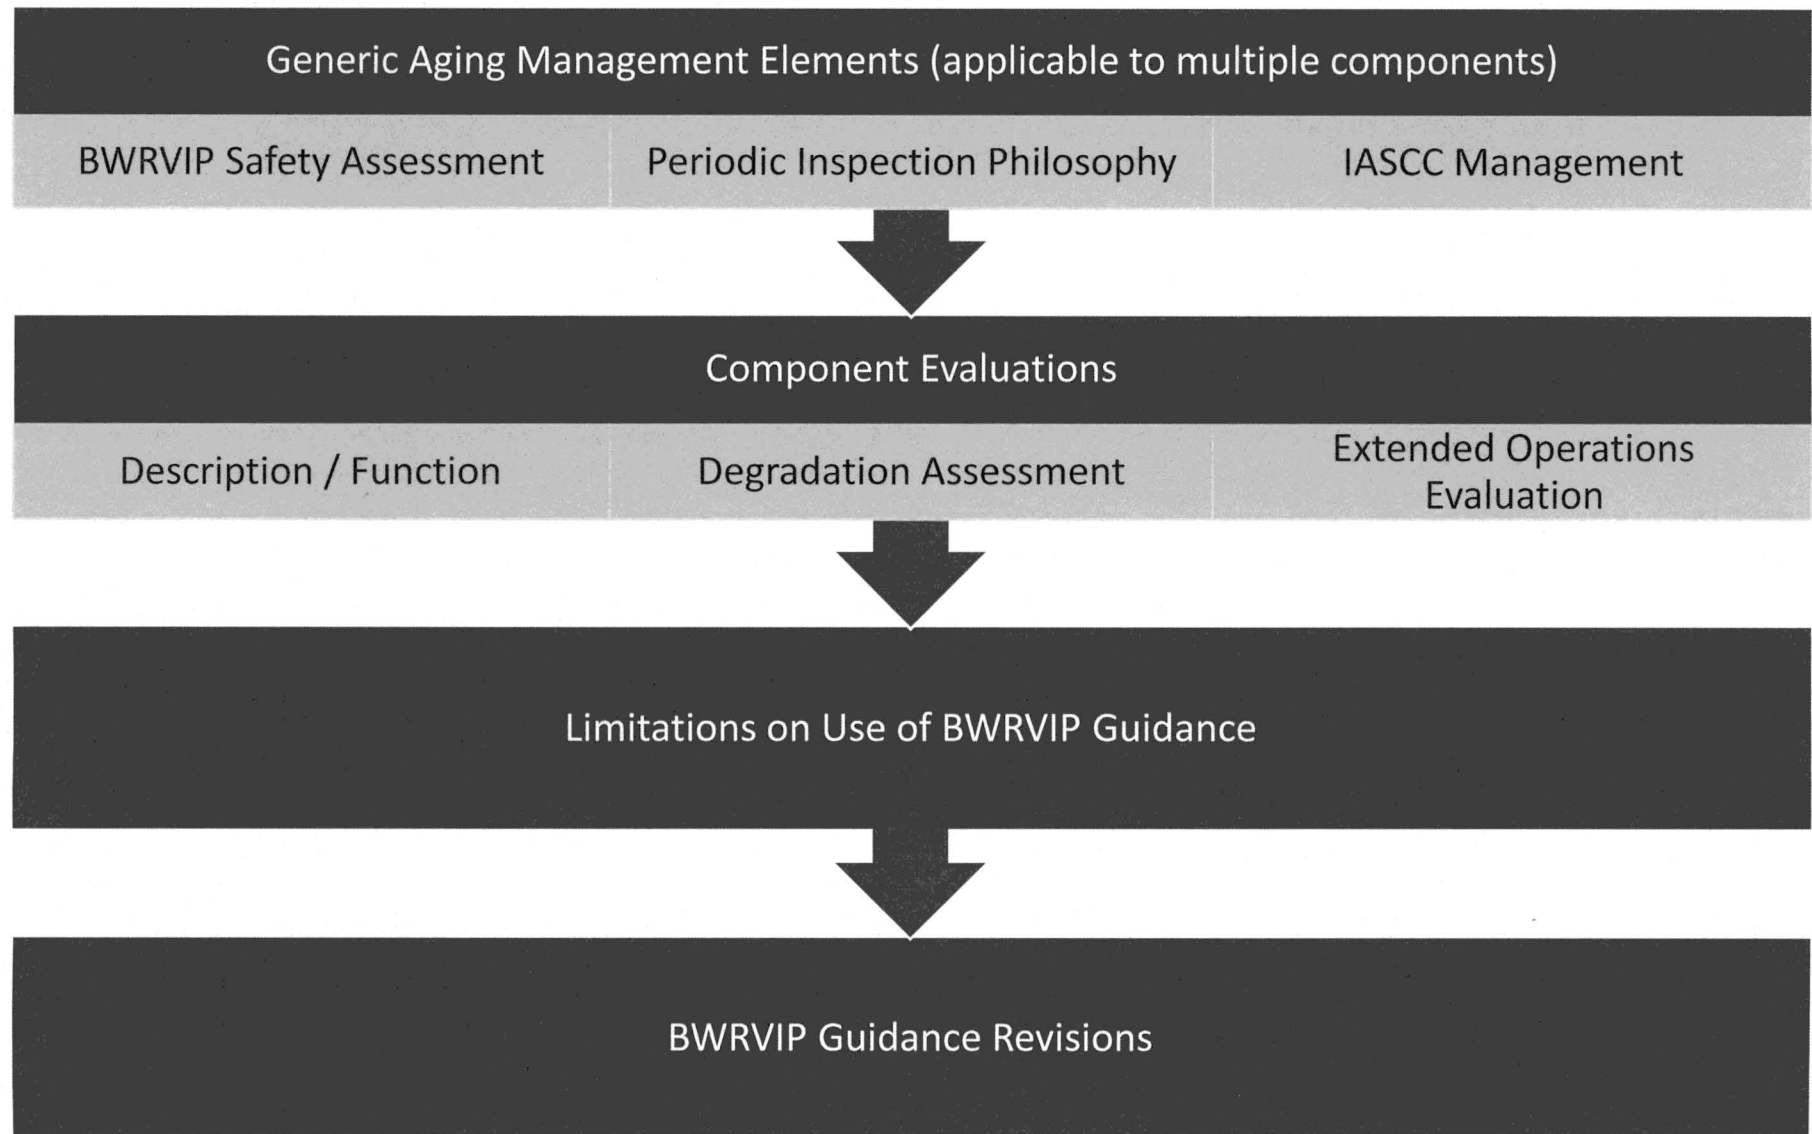 Generic Aging Management Elements (applicable to multiple components)
BWRVIP Safety Assessment
Periodic Inspection Philosophy
IASCC Management
Component Evaluations
Description / Function
Degradation Assessment
Extended Operations
Evaluation
Limitations on Use of BWRVIP Guidance
BWRVIP Guidance Revisions